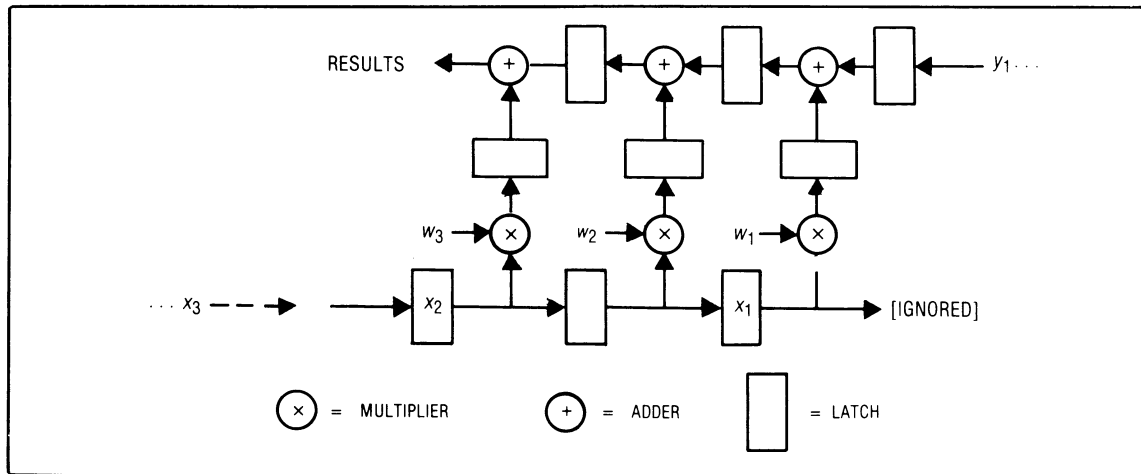 RESULTS + + + y₁ · · ·
w₃ × w₂ × w₁ ×
· · · x₃ x₂ x₁ [IGNORED]
× = MULTIPLIER + = ADDER = LATCH